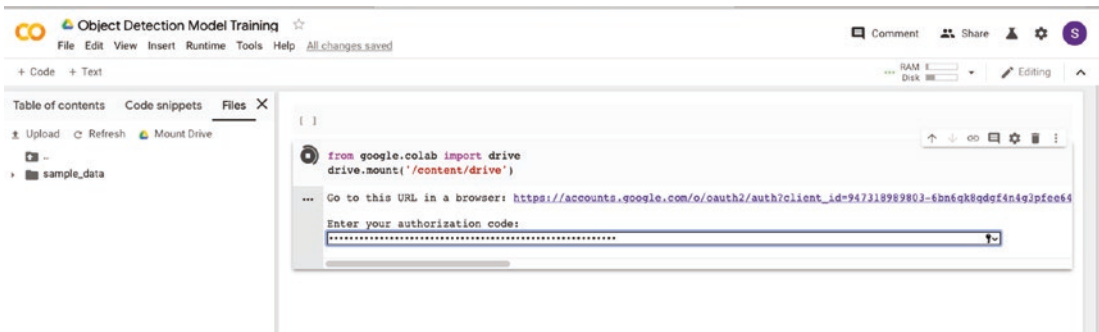 Object Detection Model Training
File Edit View Insert Runtime Tools Help All changes saved
Comment Share S
+ Code + Text
RAM
Disk
Editing
Table of contents Code snippets Files X
Upload Refresh Mount Drive
..
sample_data
[ ]
from google.colab import drive
drive.mount('/content/drive')
Go to this URL in a browser: https://accounts.google.com/o/oauth2/auth?client_id=947318989803-6bn6qk8qdgf4n4g3pfee64
Enter your authorization code: